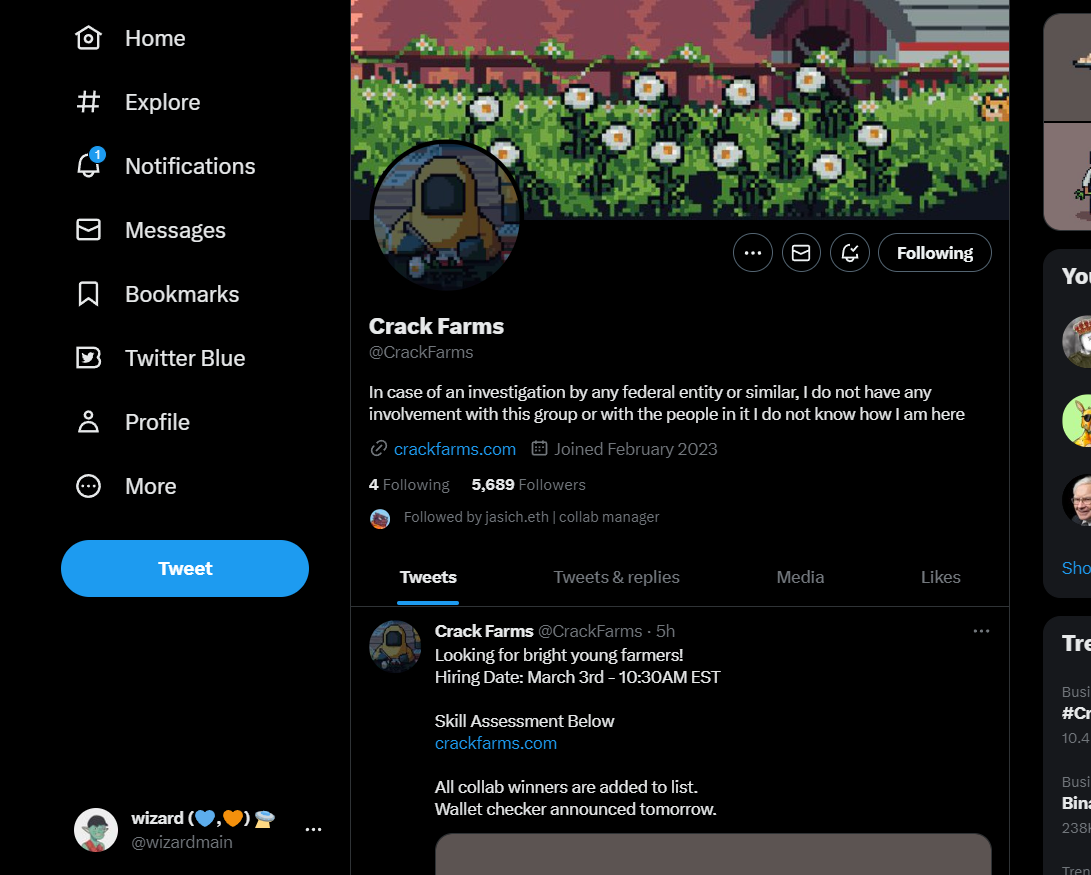 Home
Explore
1
Notifications
Messages
Bookmarks
Twitter Blue
Profile
More
Tweet
wizard (💙,🧡)
@wizardmain
Following
Crack Farms
@CrackFarms
In case of an investigation by any federal entity or similar, I do not have any
involvement with this group or with the people in it I do not know how I am here
crackfarms.com Joined February 2023
4 Following 5,689 Followers
Followed by jasich.eth | collab manager
Tweets Tweets & replies Media Likes
Crack Farms @CrackFarms · 5h
Looking for bright young farmers!
Hiring Date: March 3rd - 10:30AM EST
Skill Assessment Below
crackfarms.com
All collab winners are added to list.
Wallet checker announced tomorrow.
You
Sho
Tre
Busi
#Cr
10.4
Busi
Bina
238K
Tren